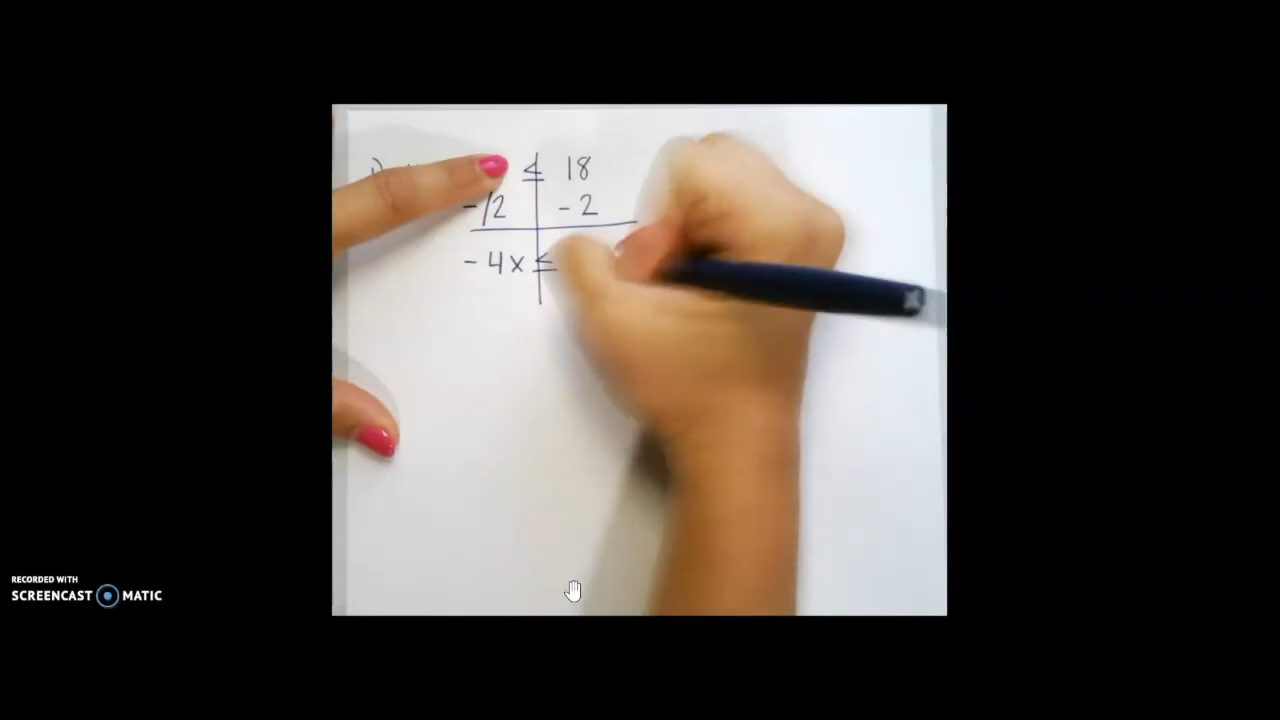 ≤ 18
-12 - 2
- 4x ≤
RECORDED WITH
SCREENCAST MATIC